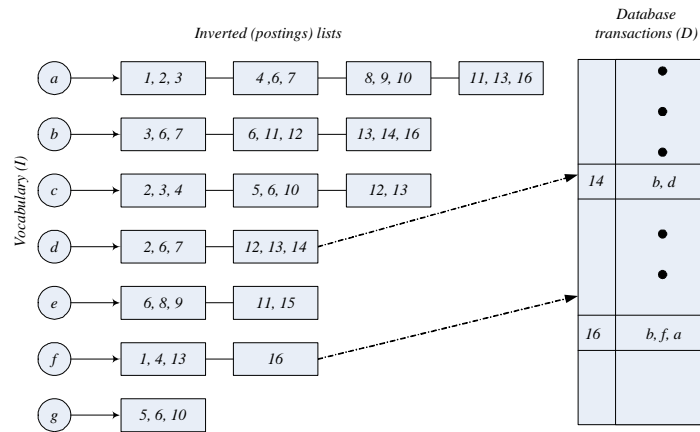 Database
transactions (D)
Inverted (postings) lists
Vocabulary (I)
a 1, 2, 3 4 ,6, 7 8, 9, 10 11, 13, 16
b 3, 6, 7 6, 11, 12 13, 14, 16
c 2, 3, 4 5, 6, 10 12, 13
14 b, d
d 2, 6, 7 12, 13, 14
e 6, 8, 9 11, 15
16 b, f, a
f 1, 4, 13 16
g 5, 6, 10